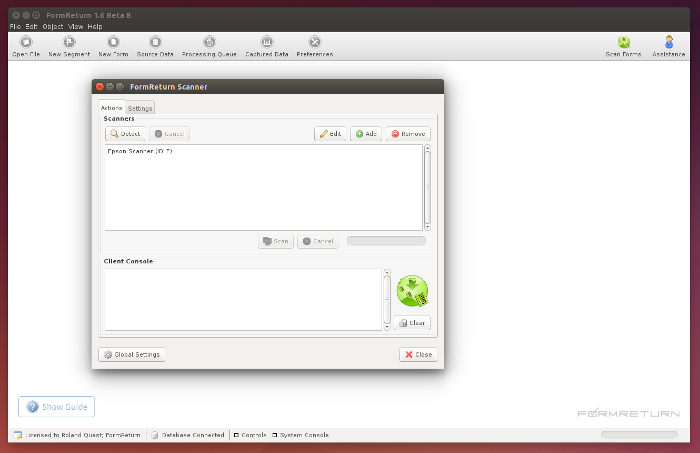 FormReturn 1.6 Beta 8
File Edit Object View Help
Open File New Segment New Form Source Data Processing Queue Captured Data Preferences Scan Forms Assistance
FormReturn Scanner
Actions Settings
Scanners
Detect Cancel Edit Add Remove
Epson Scanner (ID:F)
Scan Cancel
Client Console
Clear
Global Settings Close
Show Guide
FORMRETURN
Licensed to Roland Quast; FormReturn Database Connected Controls System Console